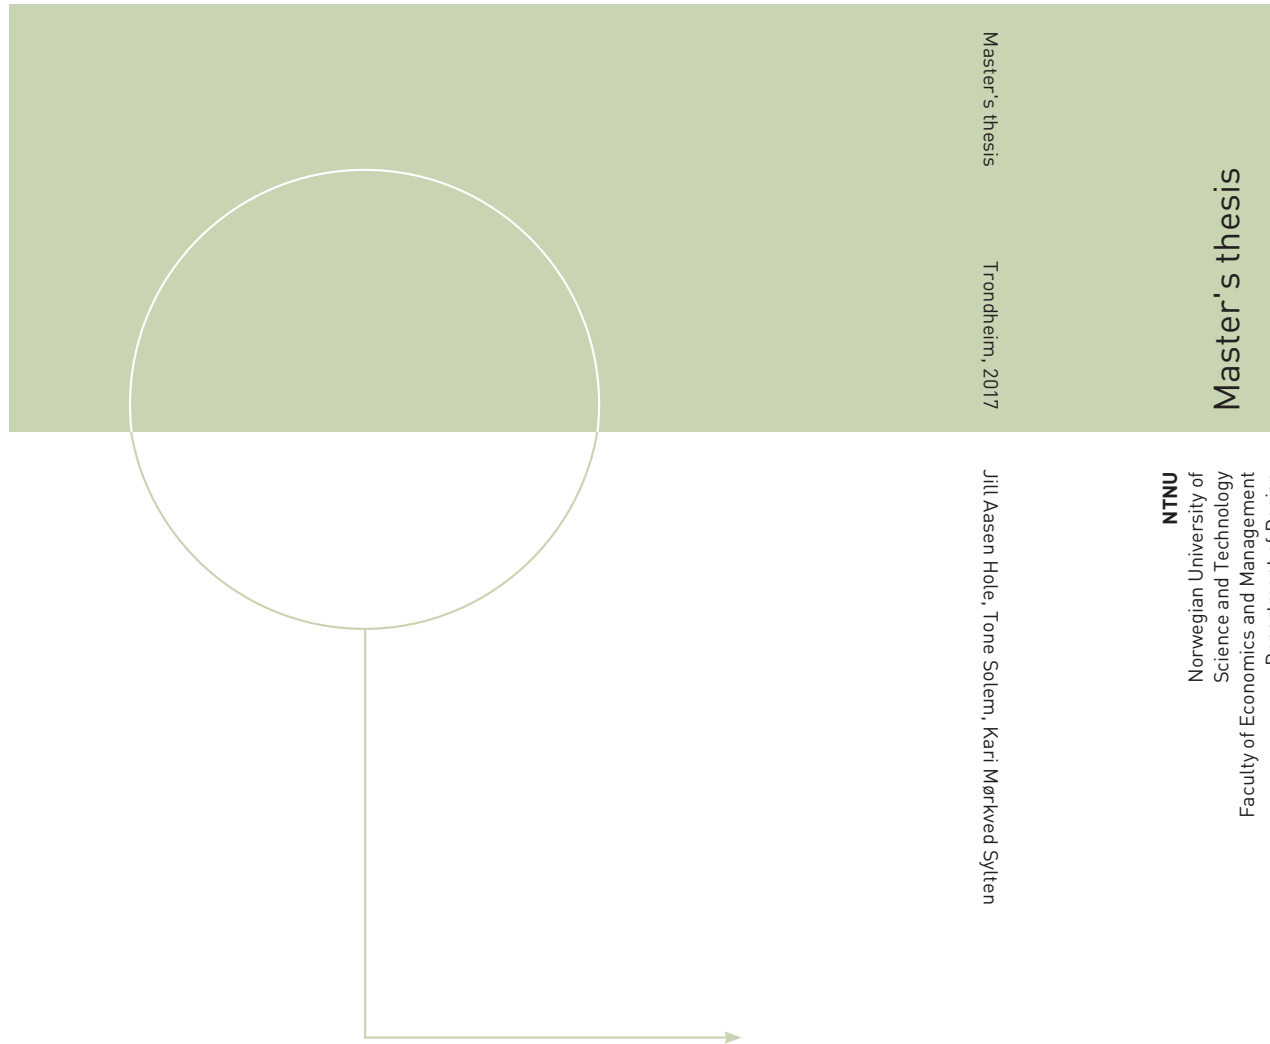 Master's thesis
Trondheim, 2017
Jill Aasen Hole, Tone Solem, Kari Mørkved Sylten
Master's thesis
NTNU
Norwegian University of
Science and Technology
Faculty of Economics and Management